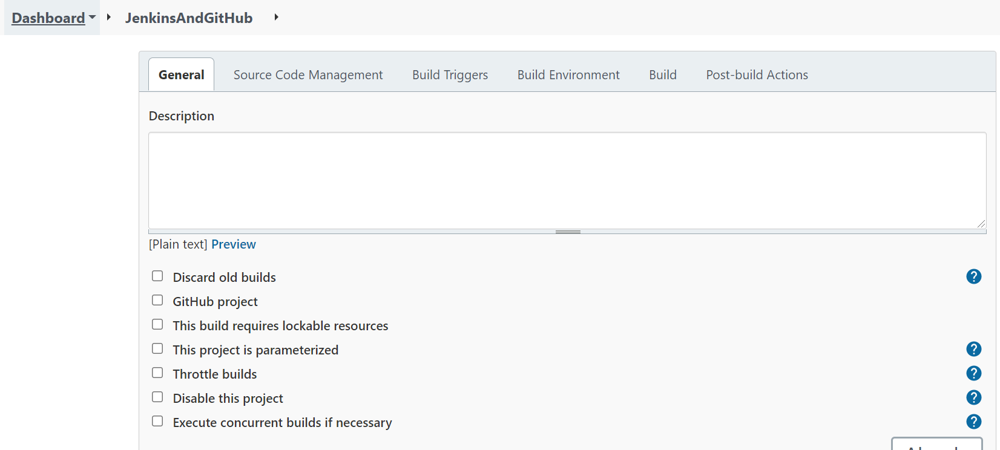 Dashboard JenkinsAndGitHub
General Source Code Management Build Triggers Build Environment Build Post-build Actions
Description
[Plain text] Preview
Discard old builds ?
GitHub project
This build requires lockable resources
This project is parameterized ?
Throttle builds ?
Disable this project ?
Execute concurrent builds if necessary ?